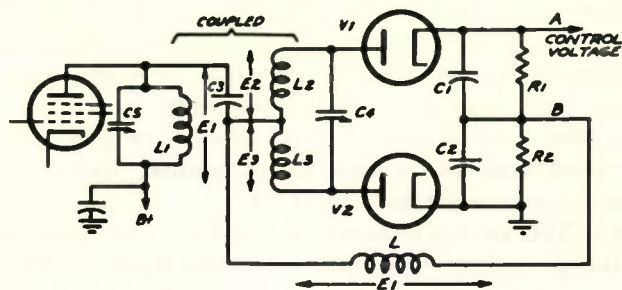 COUPLED
V1
A
CONTROL
VOLTAGE
C5
L1
E1
C3
E2
L2
E3
L3
C4
C1
R1
B
C2
R2
V2
B+
L
E1